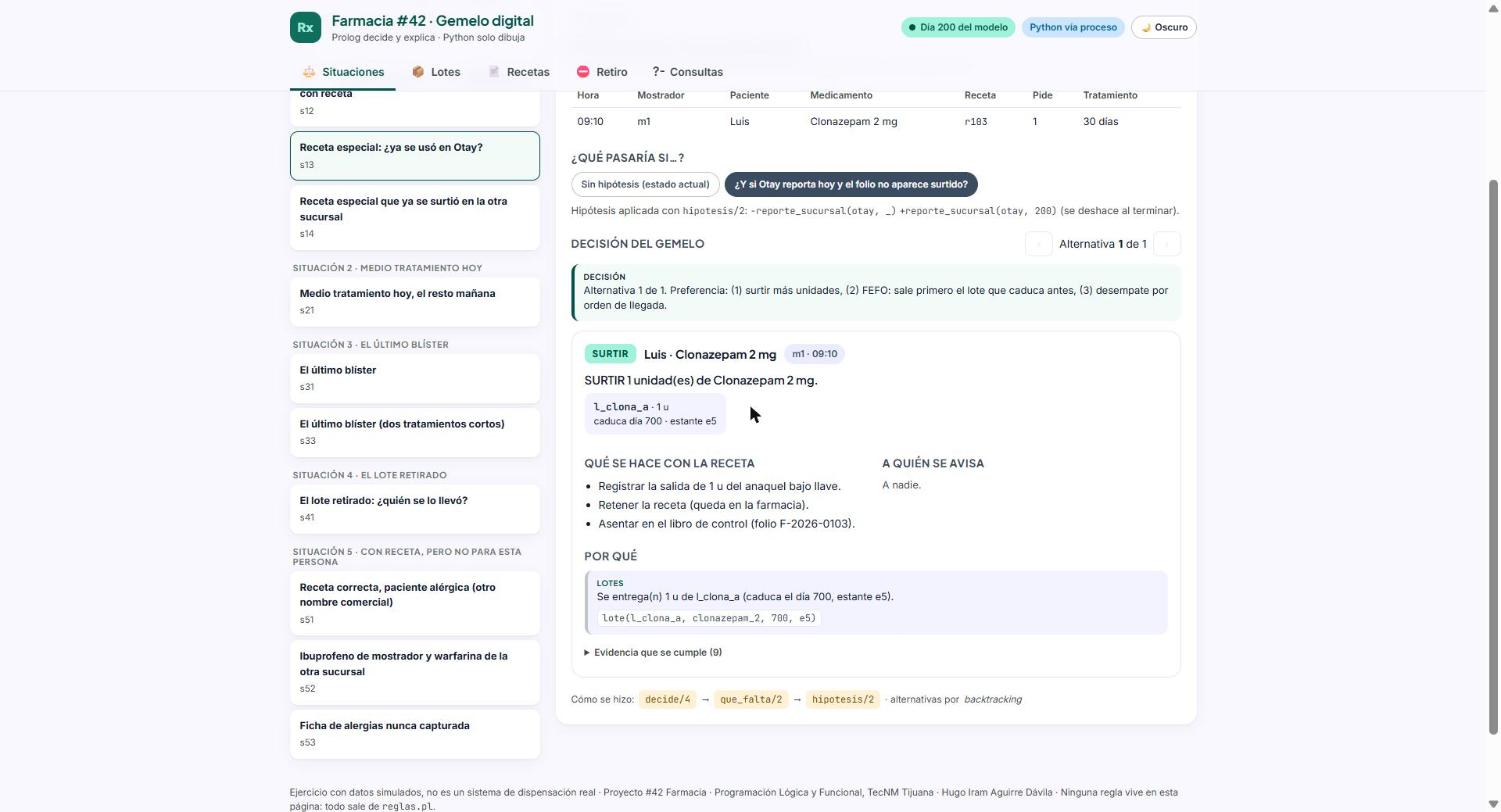 Rx
Farmacia #42 · Gemelo digital
Prolog decide y explica · Python solo dibuja
Día 200 del modelo
Python vía proceso
Oscuro
Situaciones
Lotes
Recetas
Retiro
?- Consultas
con receta
s12
Receta especial: ¿ya se usó en Otay?
s13
Receta especial que ya se surtió en la otra
sucursal
s14
SITUACIÓN 2 · MEDIO TRATAMIENTO HOY
Medio tratamiento hoy, el resto mañana
s21
SITUACIÓN 3 · EL ÚLTIMO BLÍSTER
El último blíster
s31
El último blíster (dos tratamientos cortos)
s33
SITUACIÓN 4 · EL LOTE RETIRADO
El lote retirado: ¿quién se lo llevó?
s41
SITUACIÓN 5 · CON RECETA, PERO NO PARA ESTA
PERSONA
Receta correcta, paciente alérgica (otro
nombre comercial)
s51
Ibuprofeno de mostrador y warfarina de la
otra sucursal
s52
Ficha de alergias nunca capturada
s53
Hora Mostrador Paciente Medicamento Receta Pide Tratamiento
09:10 m1 Luis Clonazepam 2 mg r103 1 30 días
¿QUÉ PASARÍA SI…?
Sin hipótesis (estado actual)
¿Y si Otay reporta hoy y el folio no aparece surtido?
Hipótesis aplicada con hipotesis/2: -reporte_sucursal(otay, _) +reporte_sucursal(otay, 200) (se deshace al terminar).
DECISIÓN DEL GEMELO
‹ Alternativa 1 de 1 ›
DECISIÓN
Alternativa 1 de 1. Preferencia: (1) surtir más unidades, (2) FEFO: sale primero el lote que caduca antes, (3) desempate por
orden de llegada.
SURTIR Luis · Clonazepam 2 mg m1 · 09:10
SURTIR 1 unidad(es) de Clonazepam 2 mg.
l_clona_a · 1 u
caduca día 700 · estante e5
QUÉ SE HACE CON LA RECETA
• Registrar la salida de 1 u del anaquel bajo llave.
• Retener la receta (queda en la farmacia).
• Asentar en el libro de control (folio F-2026-0103).
A QUIÉN SE AVISA
A nadie.
POR QUÉ
LOTES
Se entrega(n) 1 u de l_clona_a (caduca el día 700, estante e5).
lote(l_clona_a, clonazepam_2, 700, e5)
▸ Evidencia que se cumple (9)
Cómo se hizo: decide/4 → que_falta/2 → hipotesis/2 · alternativas por backtracking
Ejercicio con datos simulados, no es un sistema de dispensación real · Proyecto #42 Farmacia · Programación Lógica y Funcional, TecNM Tijuana · Hugo Iram Aguirre Dávila · Ninguna regla vive en esta
página: todo sale de reglas.pl.